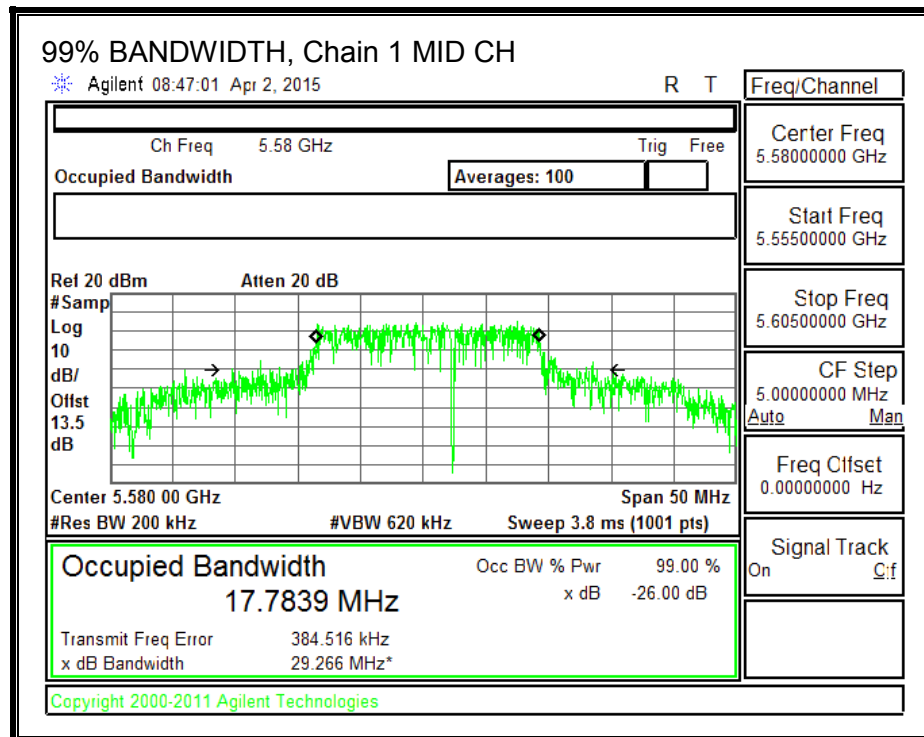 99% BANDWIDTH, Chain 1 MID CH
Agilent 08:47:01 Apr 2, 2015 R T
Freq/Channel
Ch Freq 5.58 GHz Trig Free
Occupied Bandwidth Averages: 100
Center Freq
5.58000000 GHz
Start Freq
5.55500000 GHz
Stop Freq
5.60500000 GHz
CF Step
5.00000000 MHz
Auto Man
Freq Offset
0.00000000 Hz
Signal Track
On Off
Ref 20 dBm Atten 20 dB
#Samp
Log
10
dB/
Offst
13.5
dB
Center 5.580 00 GHz Span 50 MHz
#Res BW 200 kHz #VBW 620 kHz Sweep 3.8 ms (1001 pts)
Occupied Bandwidth Occ BW % Pwr 99.00 %
17.7839 MHz x dB -26.00 dB
Transmit Freq Error 384.516 kHz
x dB Bandwidth 29.266 MHz*
Copyright 2000-2011 Agilent Technologies